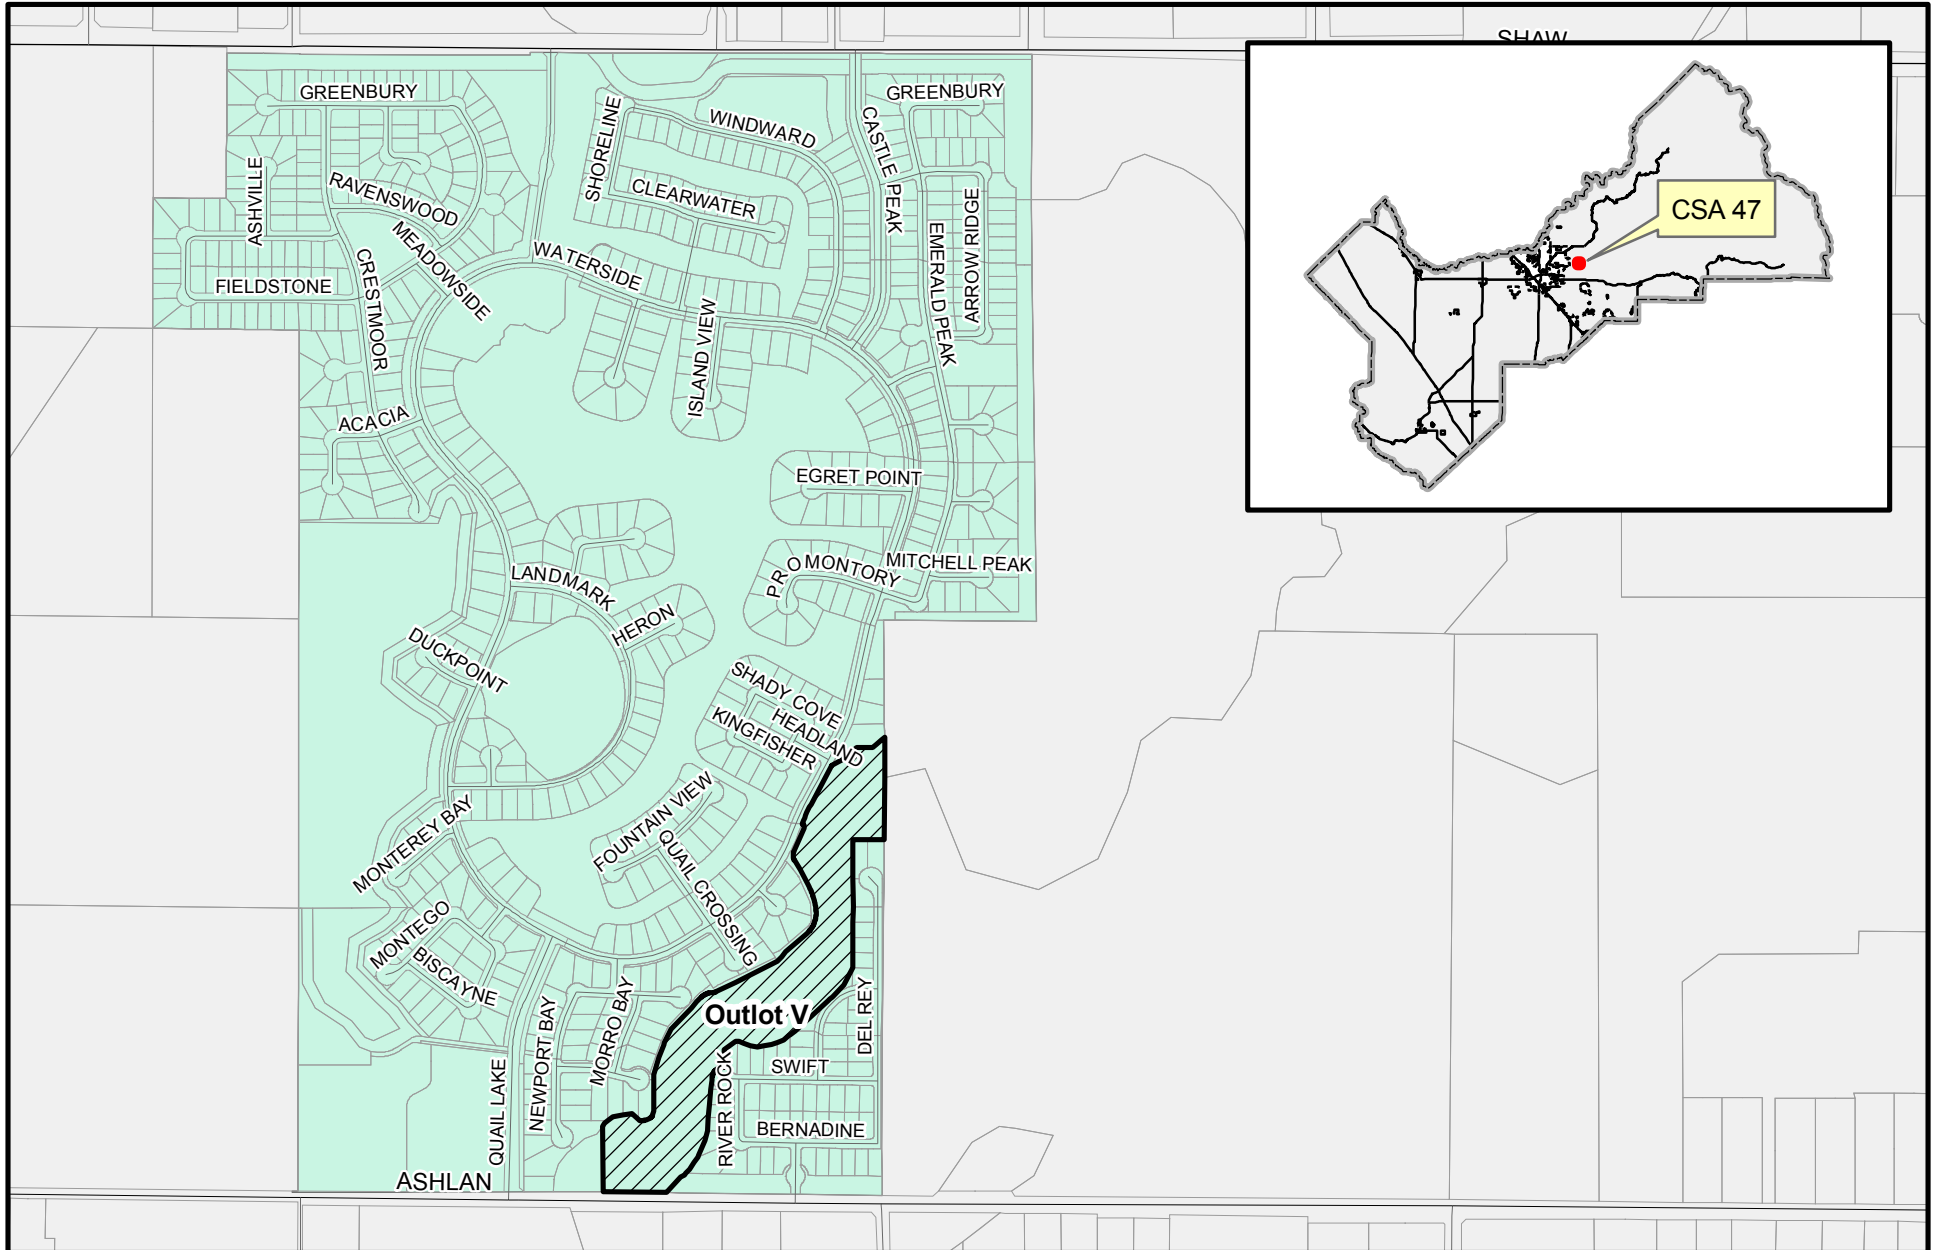 SHAW
GREENBURY
GREENBURY
SHORELINE
WINDWARD
CASTLE PEAK
ASHVILLE
RAVENSWOOD
CLEARWATER
ARROW RIDGE
CSA 47
MEADOWSIDE
WATERSIDE
EMERALD PEAK
FIELDSTONE
CRESTMOOR
ISLAND VIEW
ACACIA
EGRET POINT
LANDMARK
PROMONTORY
MITCHELL PEAK
HERON
DUCKPOINT
SHADY COVE
HEADLAND
KINGFISHER
FOUNTAIN VIEW
MONTEREY BAY
QUAIL CROSSING
MONTEGO
BISCAYNE
Outlot V
DEL REY
MORRO BAY
NEWPORT BAY
QUAIL LAKE
RIVER ROCK
SWIFT
BERNADINE
ASHLAN